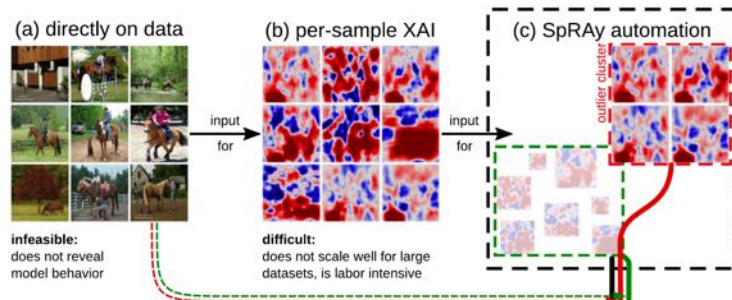 (a) directly on data
(b) per-sample XAI
(c) SpRAy automation
outlier cluster
input
for
input
for
infeasible:
does not reveal
model behavior
difficult:
does not scale well for large
datasets, is labor intensive